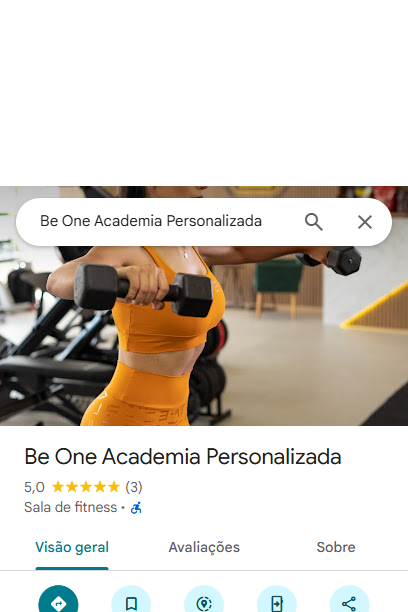 Be One Academia Personalizada
Be One Academia Personalizada
5,0 ★★★★★ (3)
Sala de fitness ·
Visão geral Avaliações Sobre